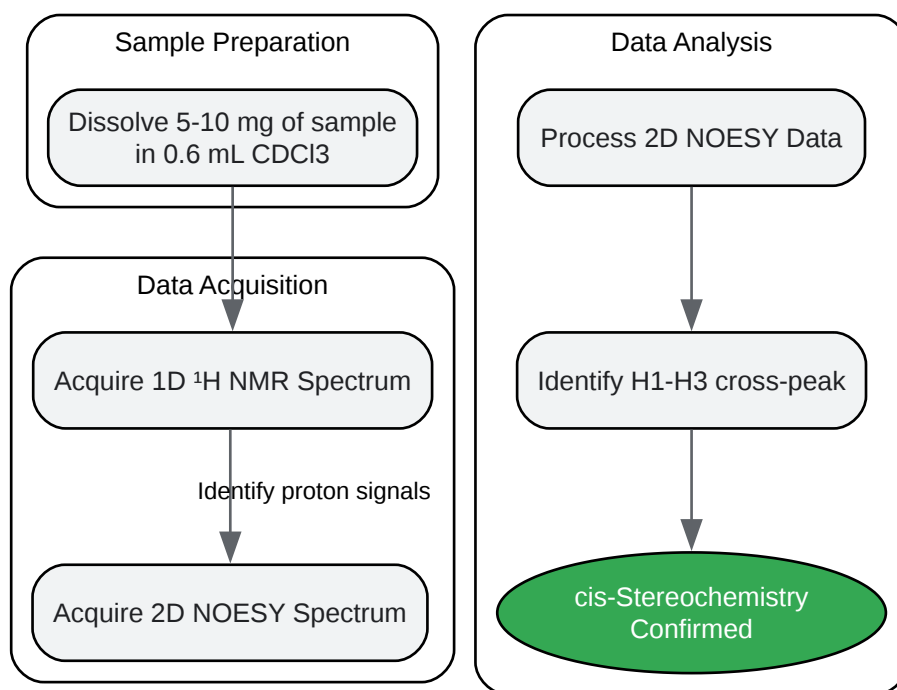 Sample Preparation
Dissolve 5-10 mg of sample
in 0.6 mL CDCl3
Data Acquisition
Acquire 1D ¹H NMR Spectrum
Identify proton signals
Acquire 2D NOESY Spectrum
Data Analysis
Process 2D NOESY Data
Identify H1-H3 cross-peak
cis-Stereochemistry
Confirmed